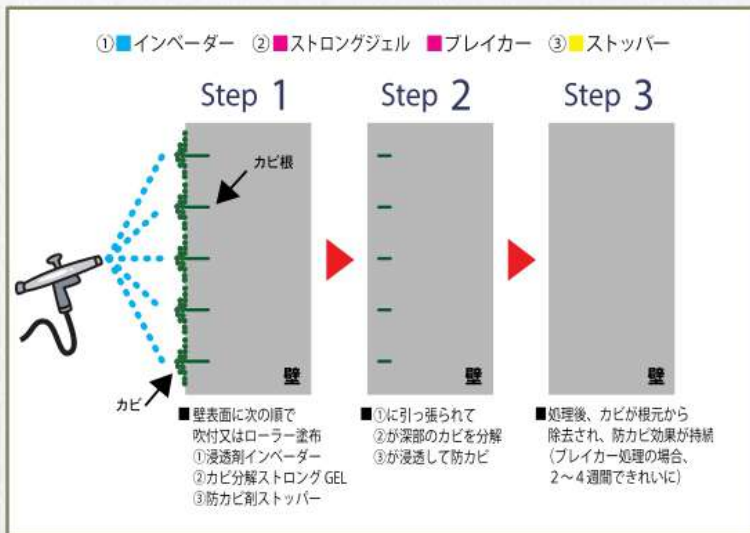 ①■インベーダー ②■ストロングジェル ■ブレイカー ③■ストッパー
Step 1
Step 2
Step 3
カビ根
カビ
壁
壁
壁
■壁表面に次の順で
吹付又はローラー塗布
①浸透剤インベーダー
②カビ分解ストロング GEL
③防カビ剤ストッパー
■①に引っ張られて
②が深部のカビを分解
③が浸透して防カビ
■処理後、カビが根元から
除去され、防カビ効果が持続
(ブレイカー処理の場合、
2～4週間できれいに)